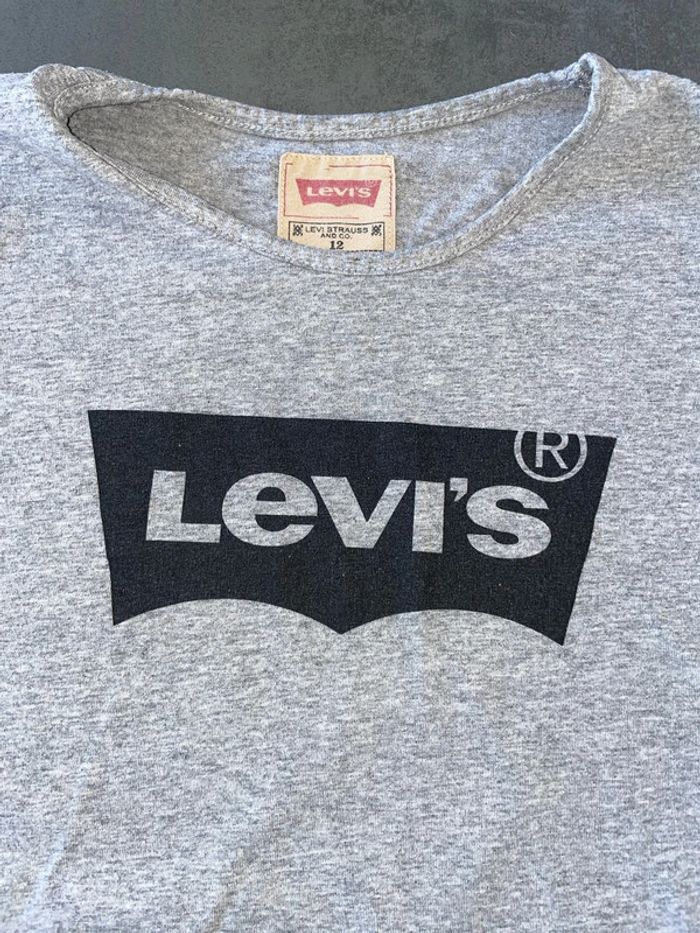 Levi's
LEVI STRAUSS
AND CO.
12
Levi's®